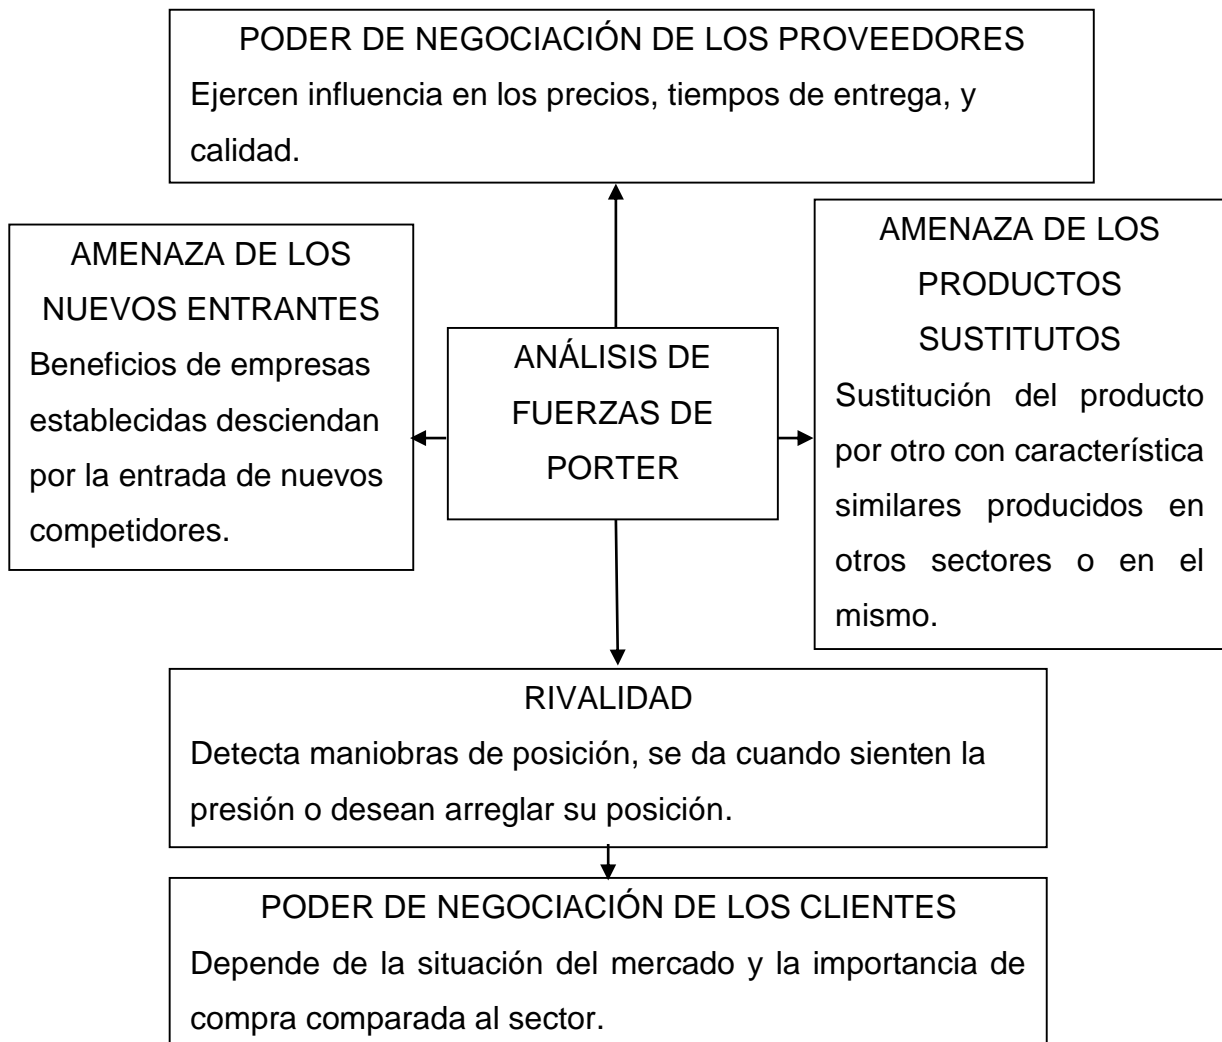 PODER DE NEGOCIACIÓN DE LOS PROVEEDORES
Ejercen influencia en los precios, tiempos de entrega, y
calidad.
AMENAZA DE LOS
NUEVOS ENTRANTES
Beneficios de empresas
establecidas desciendan
por la entrada de nuevos
competidores.
ANÁLISIS DE
FUERZAS DE
PORTER
AMENAZA DE LOS
PRODUCTOS
SUSTITUTOS
Sustitución del producto
por otro con característica
similares producidos en
otros sectores o en el
mismo.
RIVALIDAD
Detecta maniobras de posición, se da cuando sienten la
presión o desean arreglar su posición.
PODER DE NEGOCIACIÓN DE LOS CLIENTES
Depende de la situación del mercado y la importancia de
compra comparada al sector.